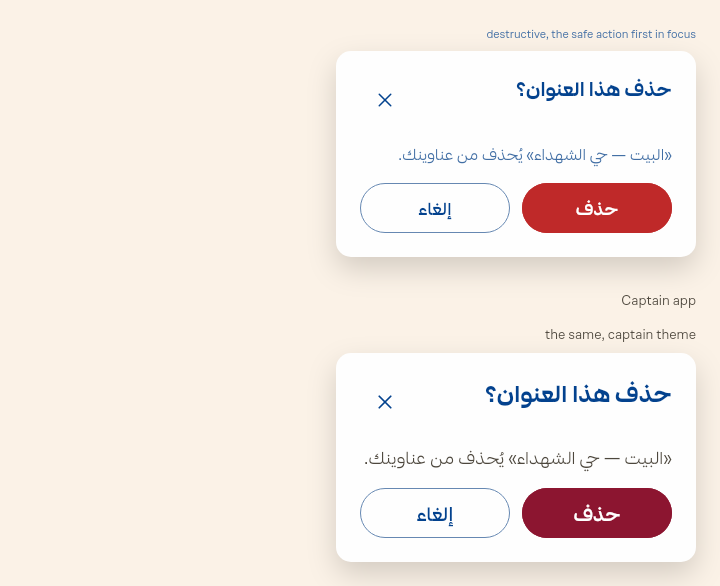 destructive, the safe action first in focus
حذف هذا العنوان؟
«البيت — حي الشهداء» يُحذف من عناوينك.
حذف
إلغاء
Captain app
the same, captain theme
حذف هذا العنوان؟
«البيت — حي الشهداء» يُحذف من عناوينك.
حذف
إلغاء